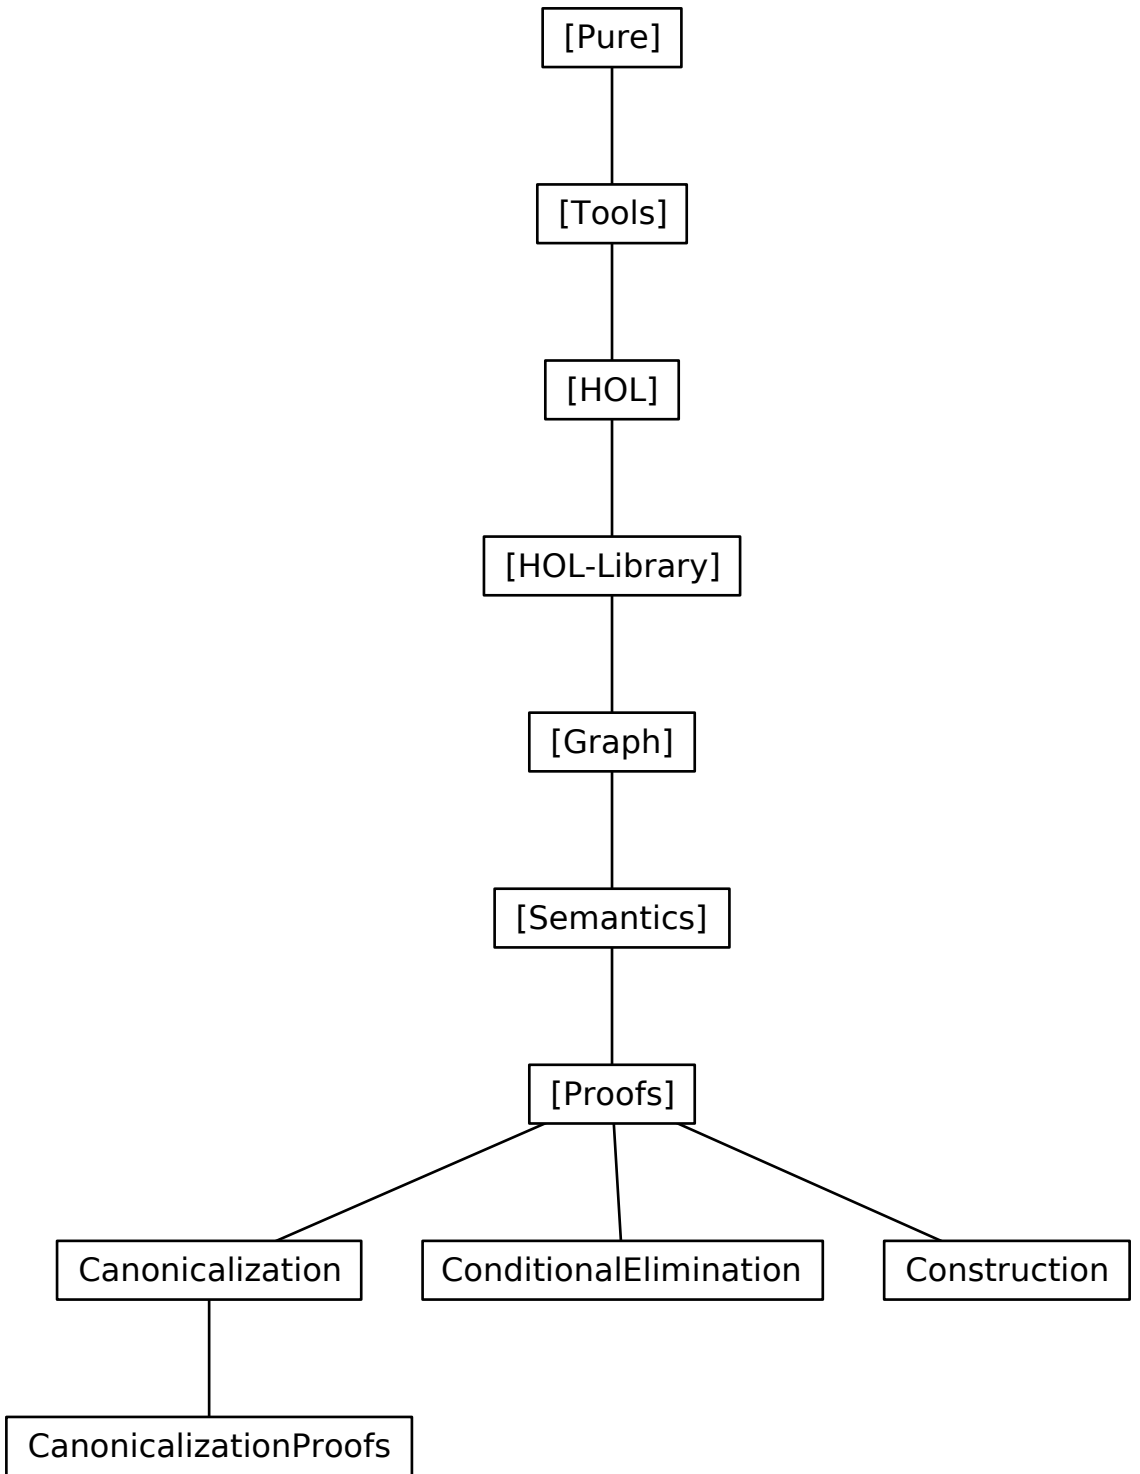 [Pure]
[Tools]
[HOL]
[HOL-Library]
[Graph]
[Semantics]
[Proofs]
Canonicalization
ConditionalElimination
Construction
CanonicalizationProofs